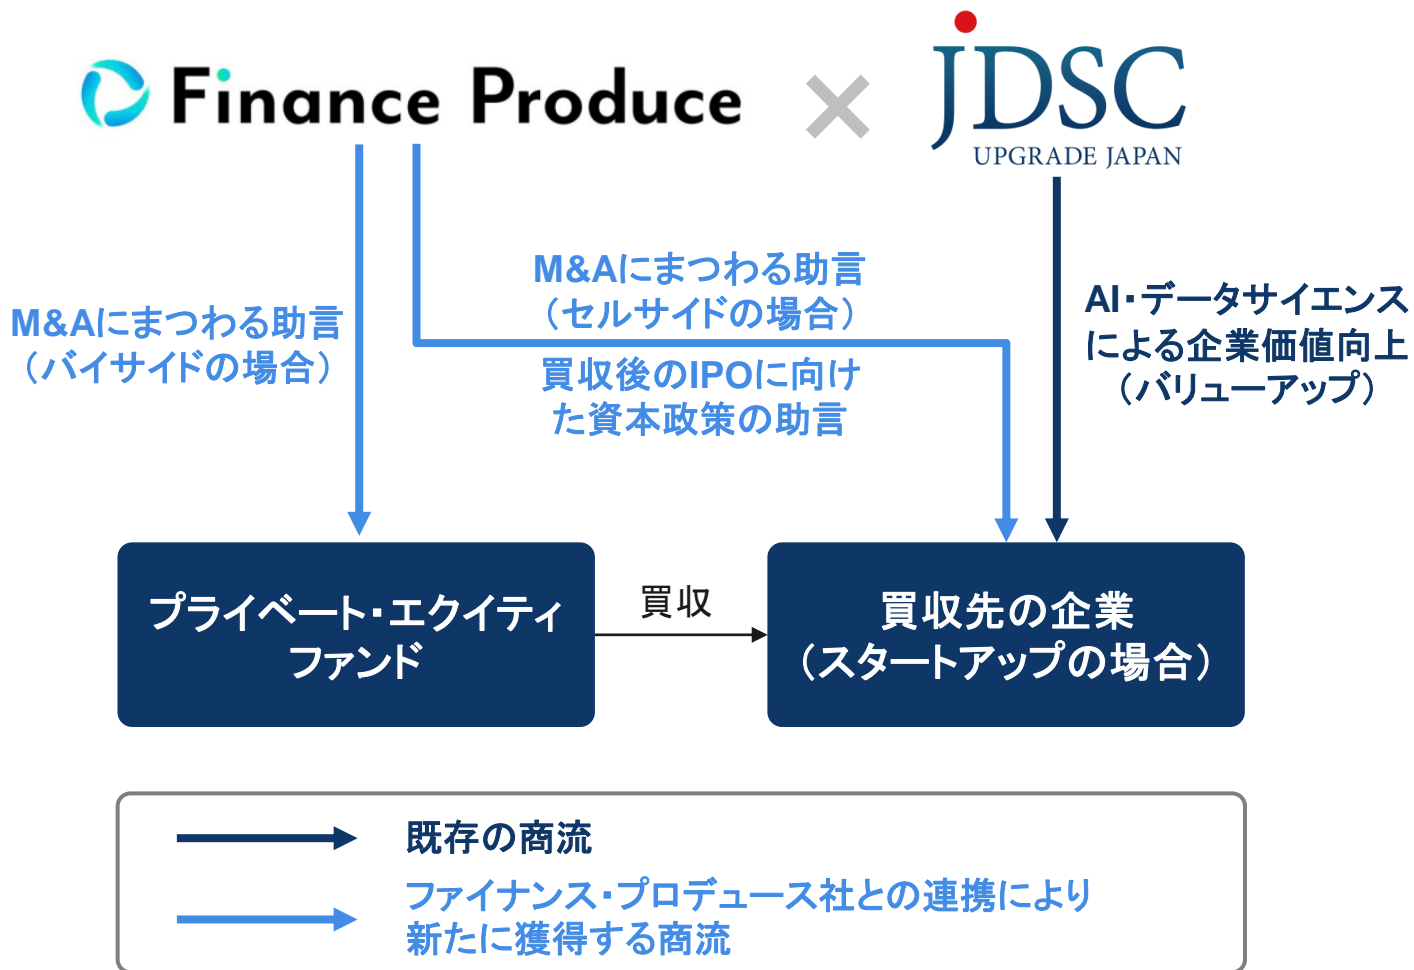 Finance Produce × JDSC
UPGRADE JAPAN
M&Aにまつわる助言
（バイサイドの場合）
M&Aにまつわる助言
（セルサイドの場合）
買収後のIPOに向け
た資本政策の助言
AI・データサイエンス
による企業価値向上
（バリューアップ）
プライベート・エクイティ
ファンド
買収
買収先の企業
（スタートアップの場合）
既存の商流
ファイナンス・プロデュース社との連携により
新たに獲得する商流